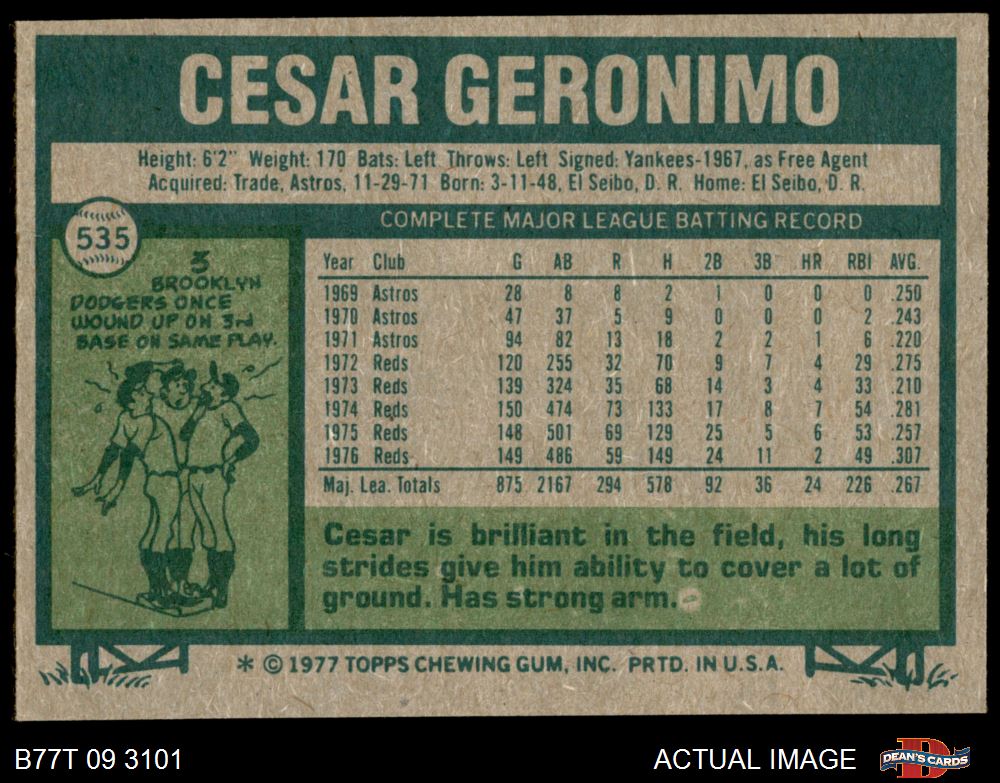 CESAR GERONIMO
Height: 6'2" Weight: 170 Bats: Left Throws: Left Signed: Yankees-1967, as Free Agent
Acquired: Trade, Astros, 11-29-71 Born: 3-11-48, El Seibo, D. R. Home: El Seibo, D. R.
535
3
BROOKLYN
DODGERS ONCE
WOUND UP ON 3rd
BASE ON SAME PLAY.
COMPLETE MAJOR LEAGUE BATTING RECORD
Year Club G AB R H 2B 3B HR RBI AVG.
1969 Astros 28 8 8 2 1 0 0 0 .250
1970 Astros 47 37 5 9 0 0 0 2 .243
1971 Astros 94 82 13 18 2 2 1 6 .220
1972 Reds 120 255 32 70 9 7 4 29 .275
1973 Reds 139 324 35 68 14 3 4 33 .210
1974 Reds 150 474 73 133 17 8 7 54 .281
1975 Reds 148 501 69 129 25 5 6 53 .257
1976 Reds 149 486 59 149 24 11 2 49 .307
Maj. Lea. Totals 875 2167 294 578 92 36 24 226 .267
Cesar is brilliant in the field, his long
strides give him ability to cover a lot of
ground. Has strong arm.
* © 1977 TOPPS CHEWING GUM, INC. PRTD. IN U.S.A.
B77T 09 3101
ACTUAL IMAGE
D
DEAN'S CARDS